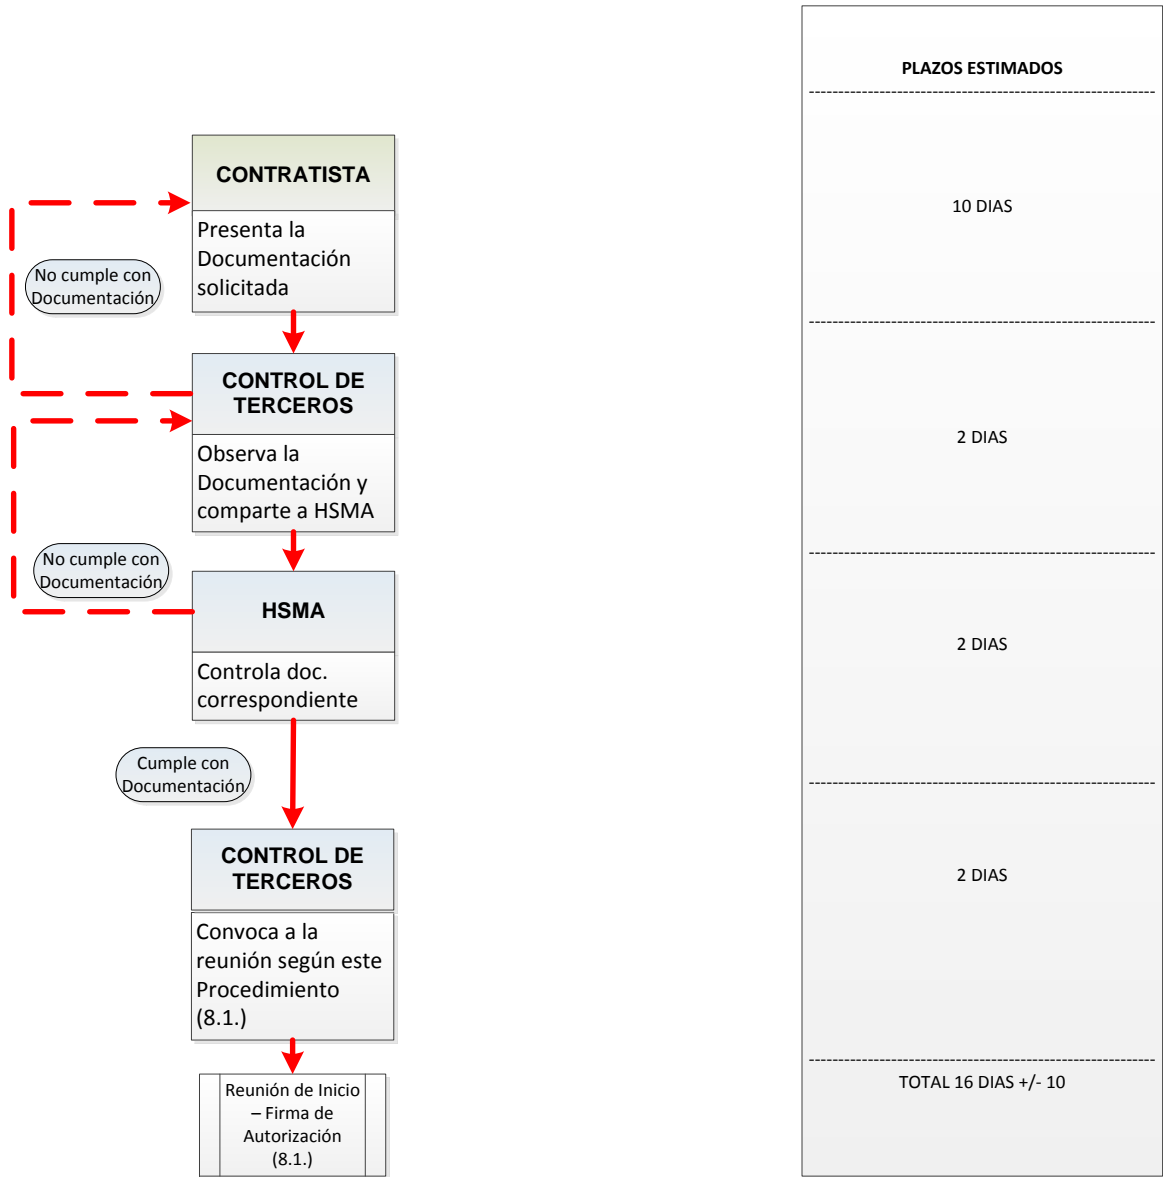 PLAZOS ESTIMADOS
CONTRATISTA
Presenta la
Documentación
solicitada
10 DIAS
No cumple con
Documentación
CONTROL DE
TERCEROS
Observa la
Documentación y
comparte a HSMA
2 DIAS
No cumple con
Documentación
HSMA
Controla doc.
correspondiente
2 DIAS
Cumple con
Documentación
CONTROL DE
TERCEROS
Convoca a la
reunión según este
Procedimiento
(8.1.)
2 DIAS
Reunión de Inicio
– Firma de
Autorización
(8.1.)
TOTAL 16 DIAS +/- 10